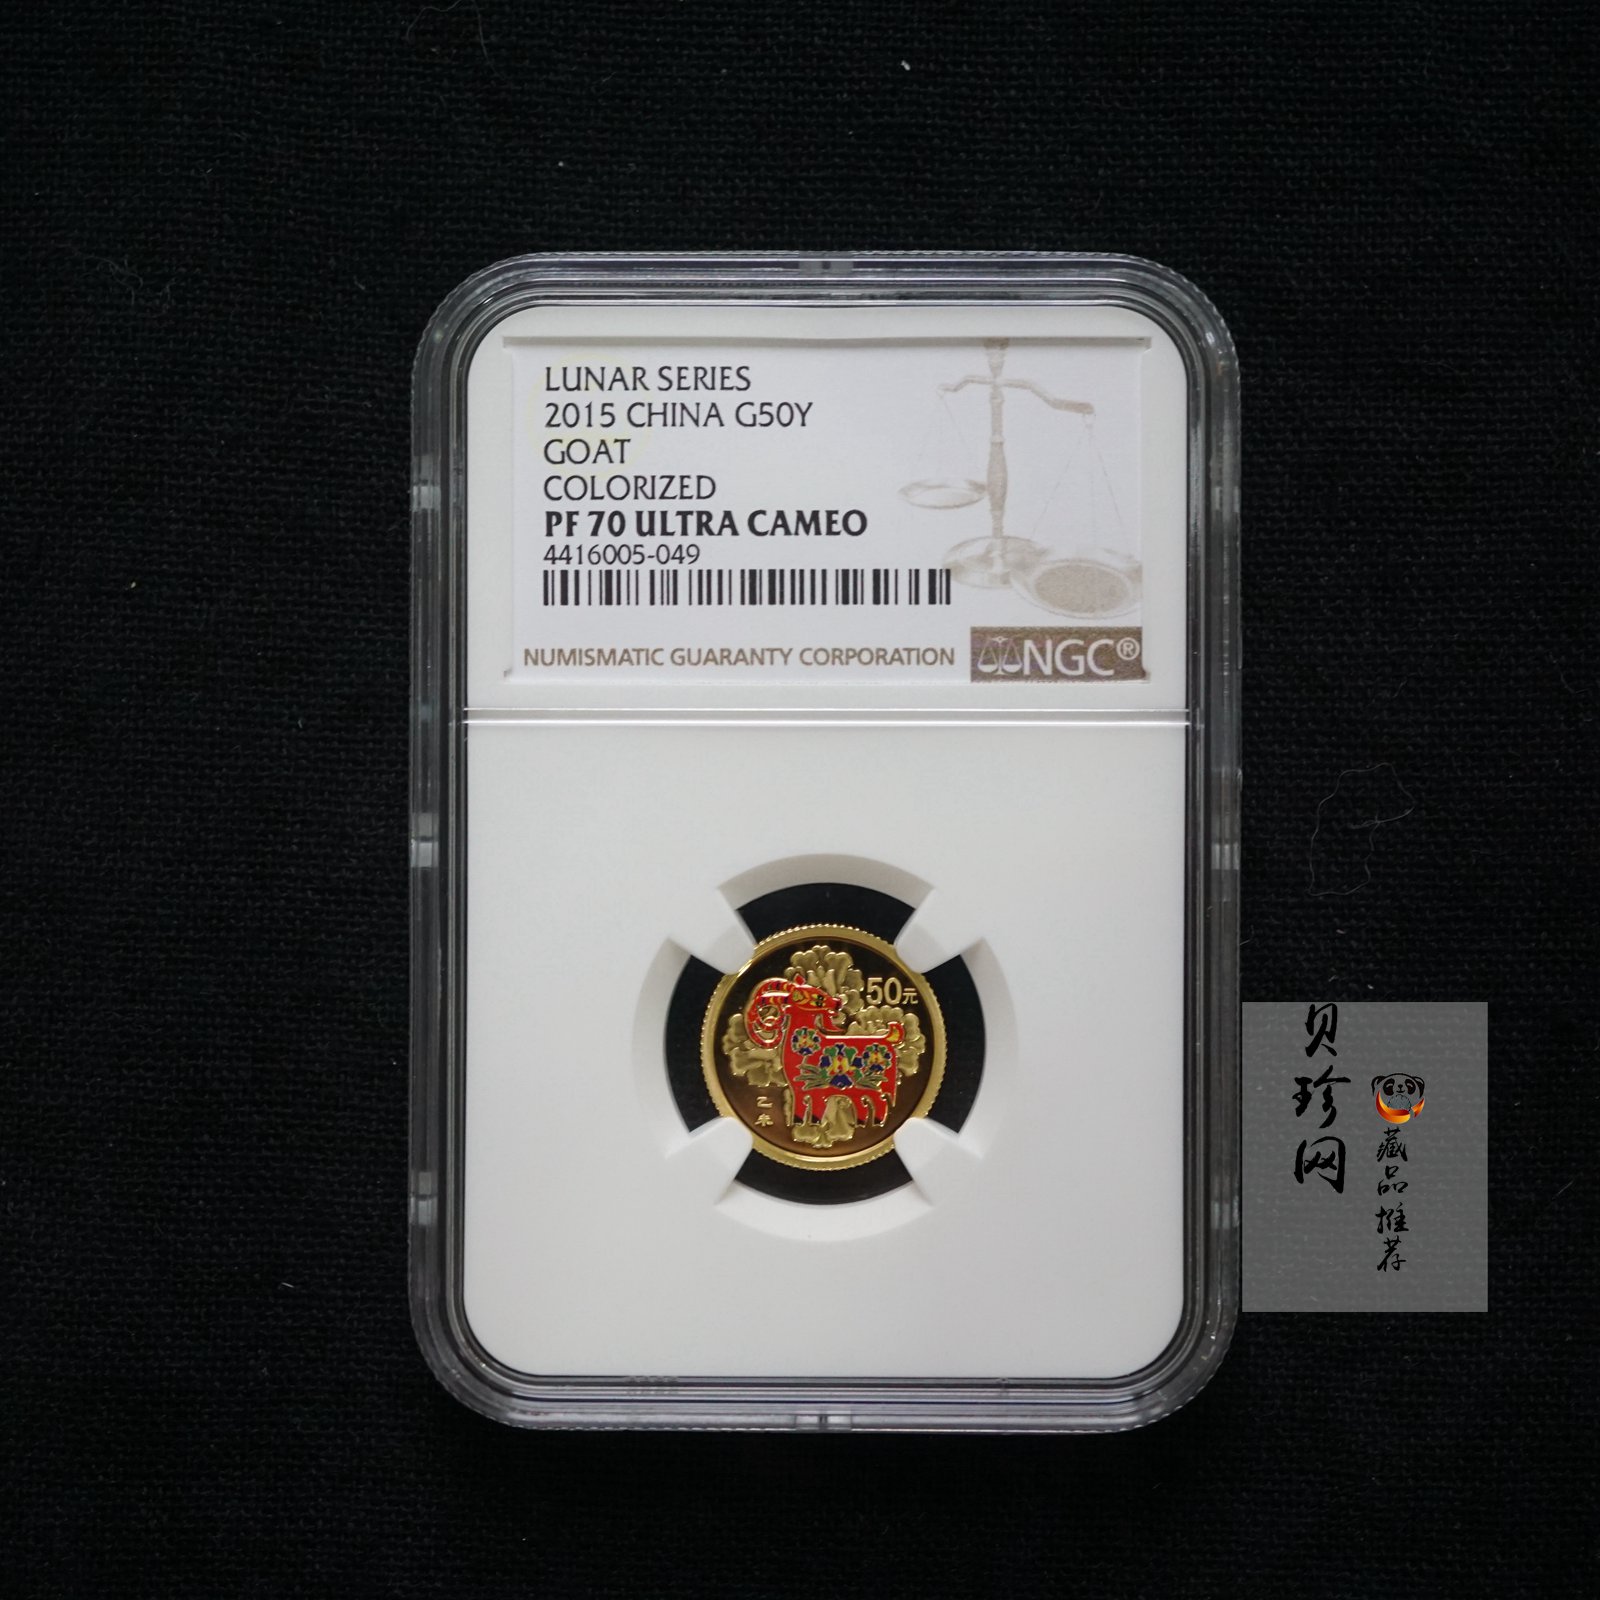 LUNAR SERIES
2015 CHINA G50Y
GOAT
COLORIZED
PF 70 ULTRA CAMEO
4416005-049
NUMISMATIC GUARANTY CORPORATION
NGC®
50元
乙未
贝珍网
藏品推荐